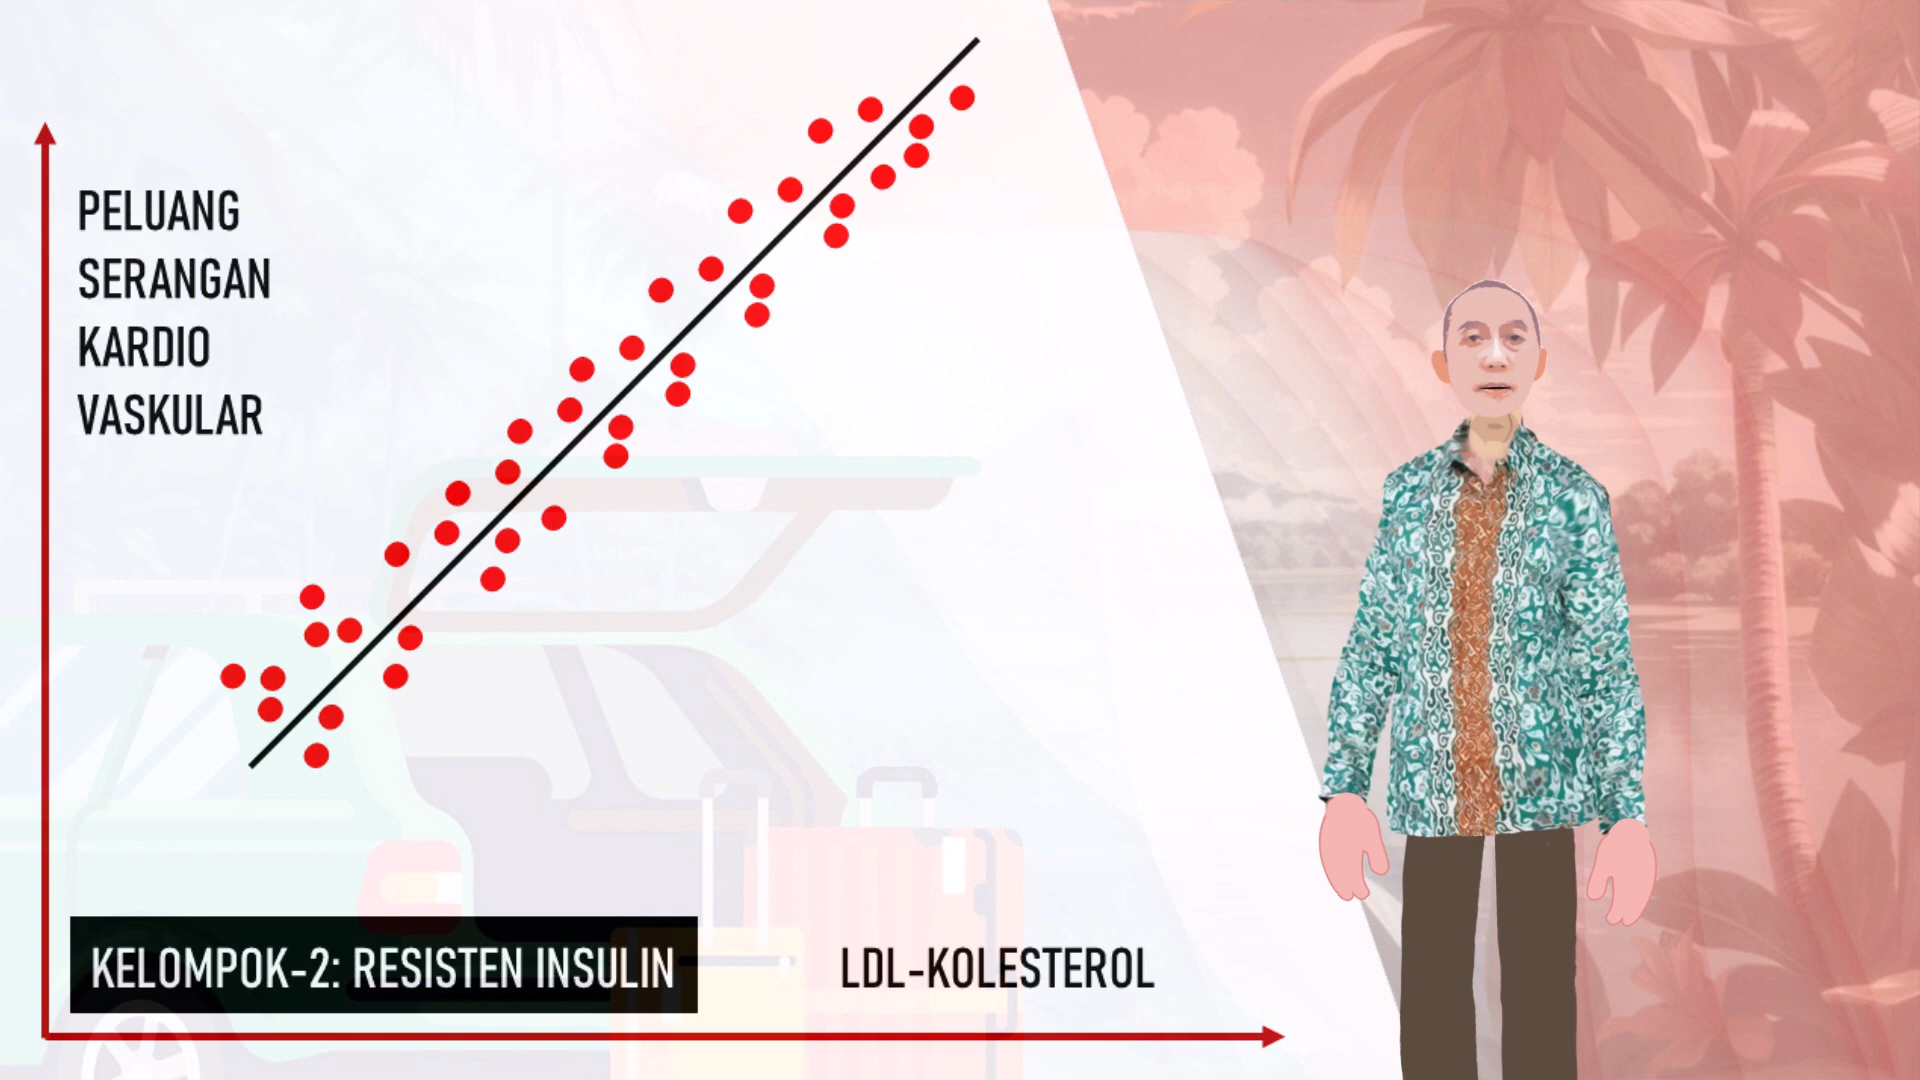 PELUANG
SERANGAN
KARDIO
VASKULAR
KELOMPOK-2: RESISTEN INSULIN
LDL-KOLESTEROL